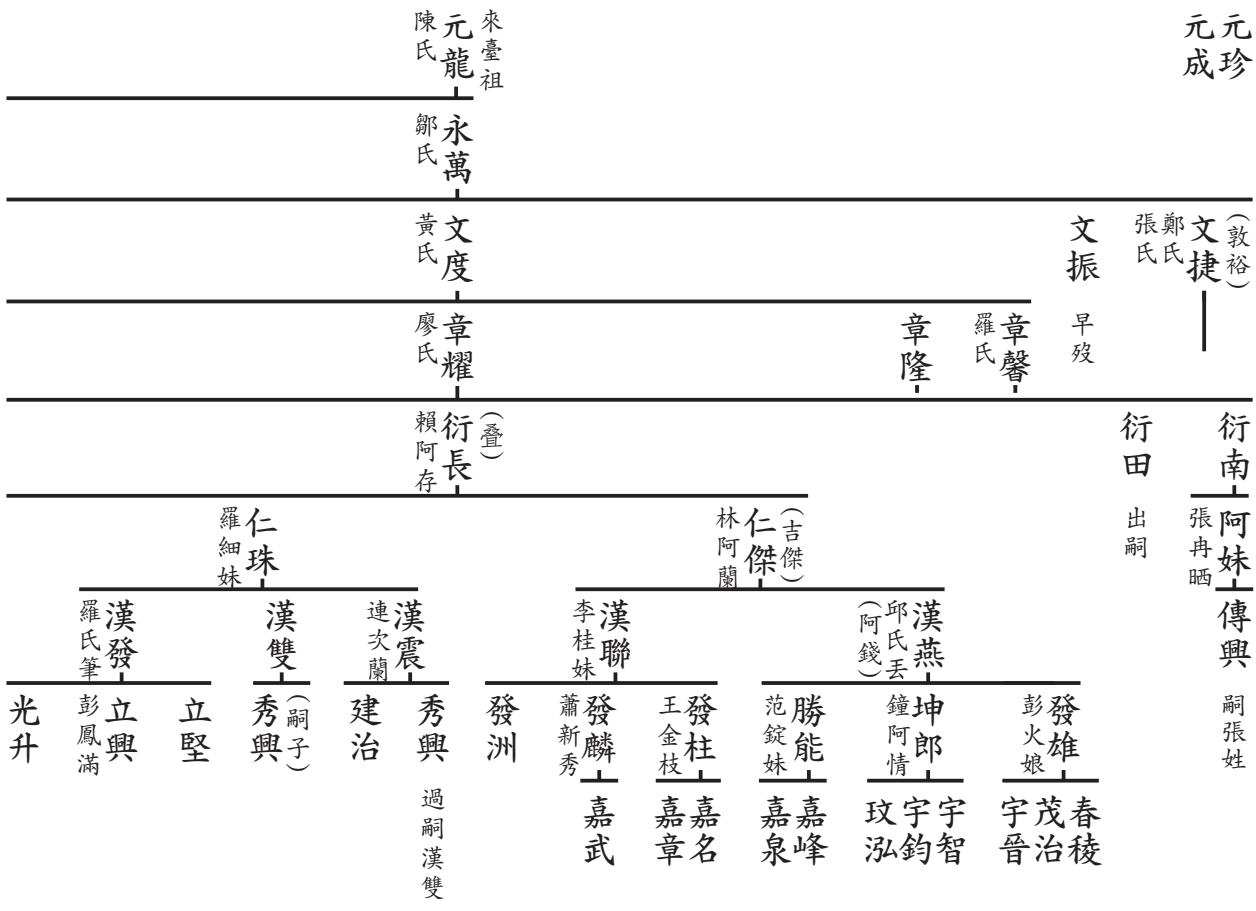 元珍
元成
來臺祖
元龍
陳氏
永萬
鄒氏
(敦裕)
文捷
鄭氏
張氏
文振
早歿
文度
黃氏
章馨
羅氏
章隆
章耀
廖氏
衍南
衍田
出嗣
(疊)
衍長
賴阿存
阿妹
張冉晒
(吉傑)
仁傑
林阿蘭
仁珠
羅細妹
傳興
嗣張姓
漢燕
邱氏丟
(阿錢)
漢聯
李桂妹
漢震
連次蘭
漢雙
漢發
羅氏筆
發雄
彭火娘
坤郎
鐘阿情
勝能
范錠妹
發柱
王金枝
發麟
蕭新秀
發洲
秀興
過嗣漢雙
建治
(嗣子)
秀興
立堅
立興
彭鳳滿
光升
春稜
茂治
宇晉
宇智
宇鈞
玟泓
嘉峰
嘉泉
嘉名
嘉章
嘉武